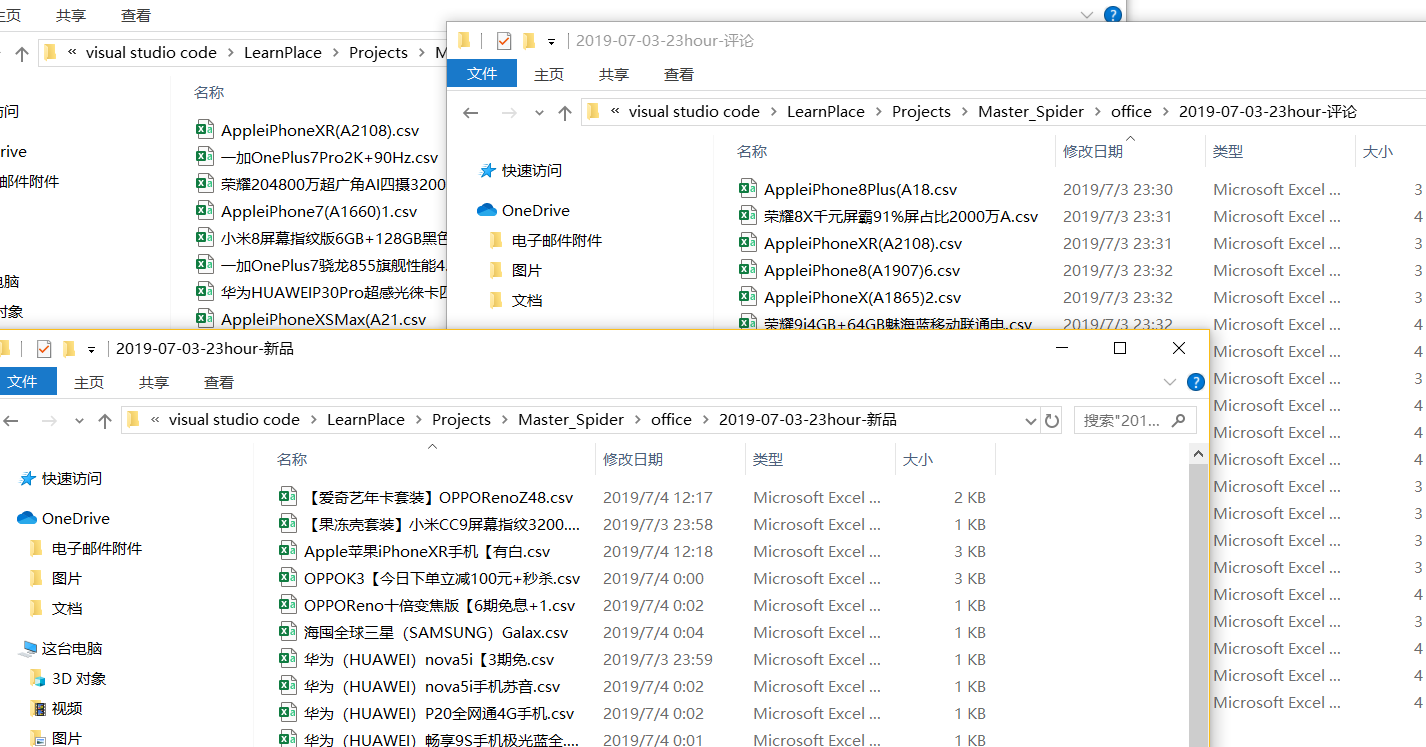 主页 共享 查看
« visual studio code > LearnPlace > Projects >
名称
AppleiPhoneXR(A2108).csv
一加OnePlus7Pro2K+90Hz.csv
荣耀204800万超广角AI四摄3200
AppleiPhone7(A1660)1.csv
小米8屏幕指纹版6GB+128GB黑色
一加OnePlus7骁龙855旗舰性能4
华为HUAWEIP30Pro超感光徕卡四
AppleiPhoneXSMax(A21.csv
访问
rive
邮件附件
电脑
对象
2019-07-03-23hour-评论
文件 主页 共享 查看
« visual studio code > LearnPlace > Projects > Master_Spider > office > 2019-07-03-23hour-评论
快速访问
OneDrive
电子邮件附件
图片
文档
名称 修改日期 类型 大小
AppleiPhone8Plus(A18.csv 2019/7/3 23:30 Microsoft Excel ... 3
荣耀8X千元屏霸91%屏占比2000万A.csv 2019/7/3 23:31 Microsoft Excel ... 4
AppleiPhoneXR(A2108).csv 2019/7/3 23:31 Microsoft Excel ... 3
AppleiPhone8(A1907)6.csv 2019/7/3 23:32 Microsoft Excel ... 3
AppleiPhoneX(A1865)2.csv 2019/7/3 23:32 Microsoft Excel ... 3
荣耀9i4GB+64GB魅海蓝移动联通电.csv 2019/7/3 23:32 Microsoft Excel ... 4
Microsoft Excel ... 4
Microsoft Excel ... 3
Microsoft Excel ... 4
Microsoft Excel ... 4
Microsoft Excel ... 4
Microsoft Excel ... 3
Microsoft Excel ... 3
Microsoft Excel ... 3
Microsoft Excel ... 3
Microsoft Excel ... 4
Microsoft Excel ... 3
Microsoft Excel ... 4
Microsoft Excel ... 4
Microsoft Excel ... 4
2019-07-03-23hour-新品
文件 主页 共享 查看
« visual studio code > LearnPlace > Projects > Master_Spider > office > 2019-07-03-23hour-新品 搜索"201...
快速访问
OneDrive
电子邮件附件
图片
文档
这台电脑
3D 对象
视频
图片
名称 修改日期 类型 大小
【爱奇艺年卡套装】OPPORenoZ48.csv 2019/7/4 12:17 Microsoft Excel ... 2 KB
【果冻壳套装】小米CC9屏幕指纹3200.... 2019/7/3 23:58 Microsoft Excel ... 1 KB
Apple苹果iPhoneXR手机【有白.csv 2019/7/4 12:18 Microsoft Excel ... 3 KB
OPPOK3【今日下单立减100元+秒杀.csv 2019/7/4 0:00 Microsoft Excel ... 3 KB
OPPOReno十倍变焦版【6期免息+1.csv 2019/7/4 0:02 Microsoft Excel ... 1 KB
海囤全球三星（SAMSUNG）Galax.csv 2019/7/4 0:04 Microsoft Excel ... 1 KB
华为（HUAWEI）nova5i【3期免.csv 2019/7/3 23:59 Microsoft Excel ... 1 KB
华为（HUAWEI）nova5i手机苏音.csv 2019/7/4 0:02 Microsoft Excel ... 1 KB
华为（HUAWEI）P20全网通4G手机.csv 2019/7/4 0:02 Microsoft Excel ... 1 KB
华为（HUAWEI）畅享9S手机极光蓝全.... 2019/7/4 0:01 Microsoft Excel ... 1 KB